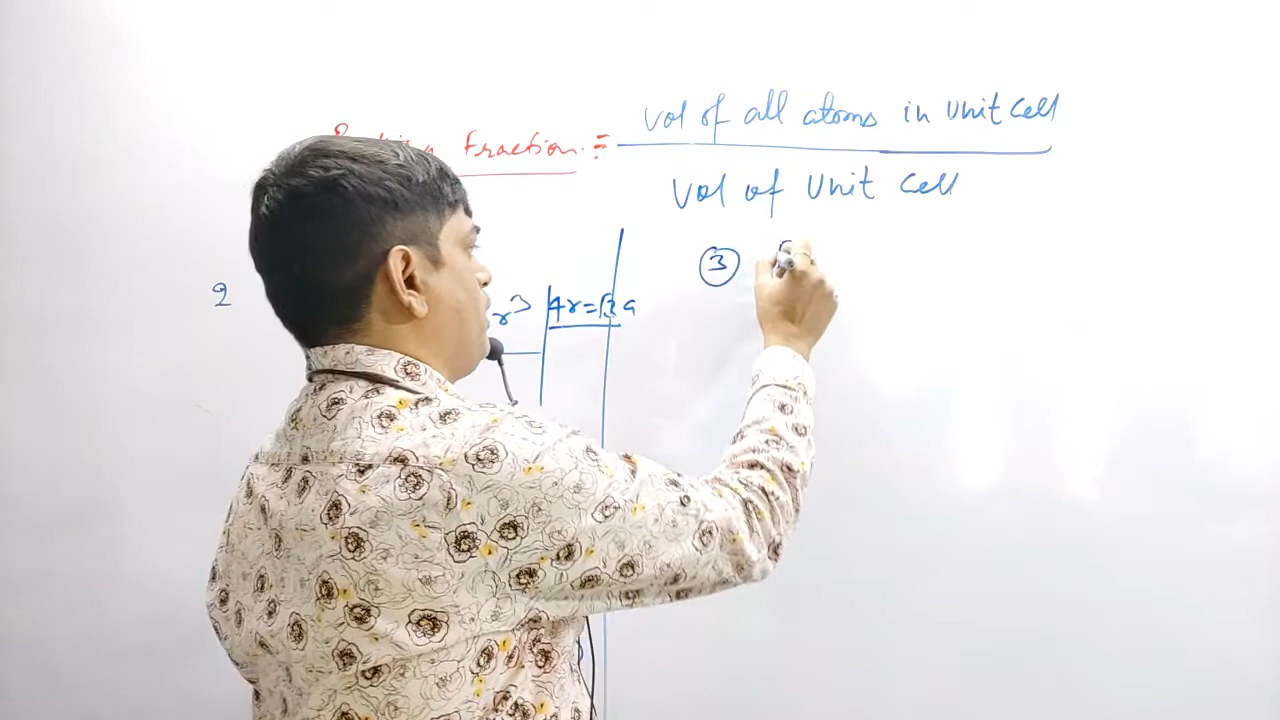 fraction = vol of all atoms in unit cell
vol of unit cell
2
r³
4r=√3 a
③